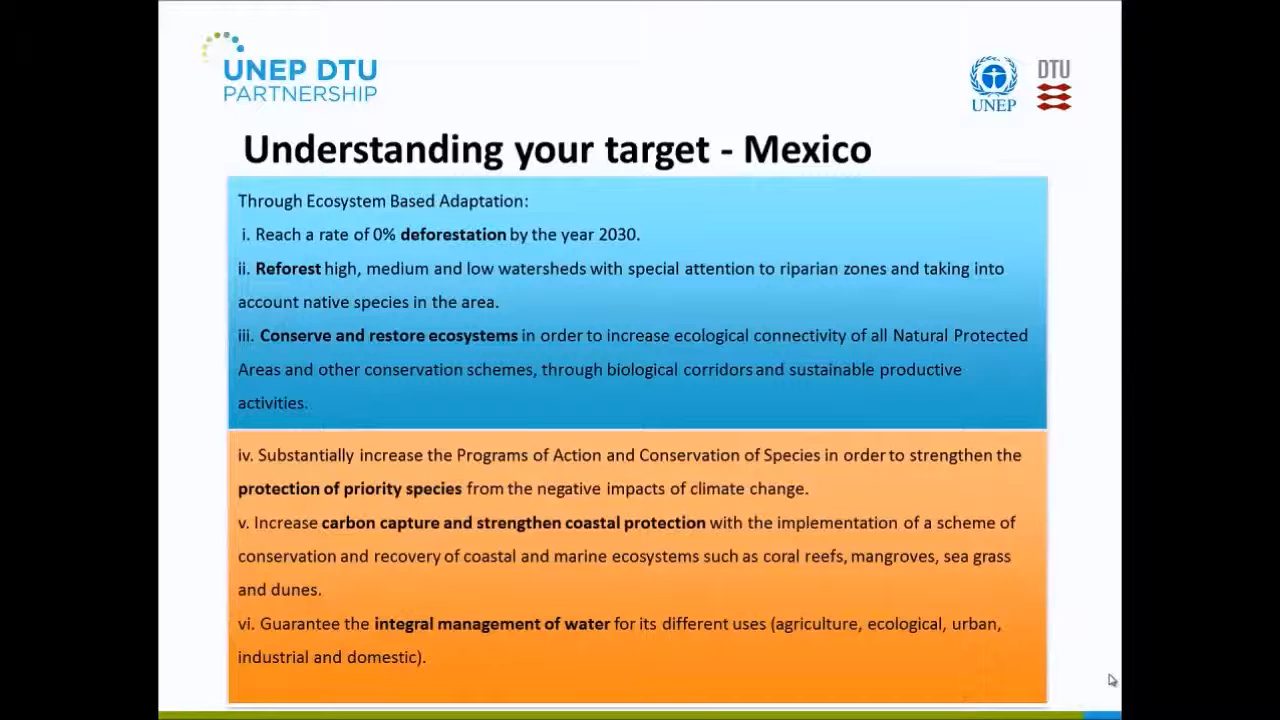 UNEP DTU
PARTNERSHIP
UNEP
DTU
Understanding your target - Mexico
Through Ecosystem Based Adaptation:
i. Reach a rate of 0% deforestation by the year 2030.
ii. Reforest high, medium and low watersheds with special attention to riparian zones and taking into
account native species in the area.
iii. Conserve and restore ecosystems in order to increase ecological connectivity of all Natural Protected
Areas and other conservation schemes, through biological corridors and sustainable productive
activities.
iv. Substantially increase the Programs of Action and Conservation of Species in order to strengthen the
protection of priority species from the negative impacts of climate change.
v. Increase carbon capture and strengthen coastal protection with the implementation of a scheme of
conservation and recovery of coastal and marine ecosystems such as coral reefs, mangroves, sea grass
and dunes.
vi. Guarantee the integral management of water for its different uses (agriculture, ecological, urban,
industrial and domestic).